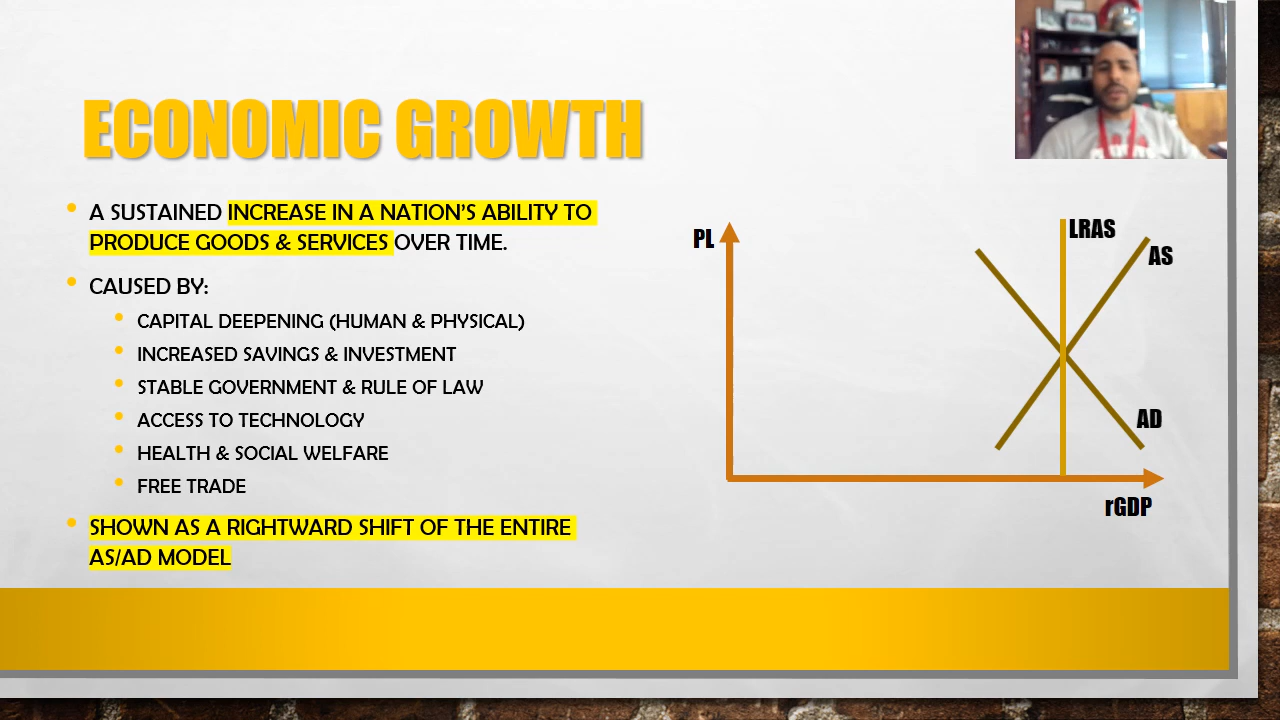 ECONOMIC GROWTH
A SUSTAINED INCREASE IN A NATION'S ABILITY TO
PRODUCE GOODS & SERVICES OVER TIME.
CAUSED BY:
CAPITAL DEEPENING (HUMAN & PHYSICAL)
INCREASED SAVINGS & INVESTMENT
STABLE GOVERNMENT & RULE OF LAW
ACCESS TO TECHNOLOGY
HEALTH & SOCIAL WELFARE
FREE TRADE
SHOWN AS A RIGHTWARD SHIFT OF THE ENTIRE
AS/AD MODEL
PL
LRAS
AS
AD
rGDP